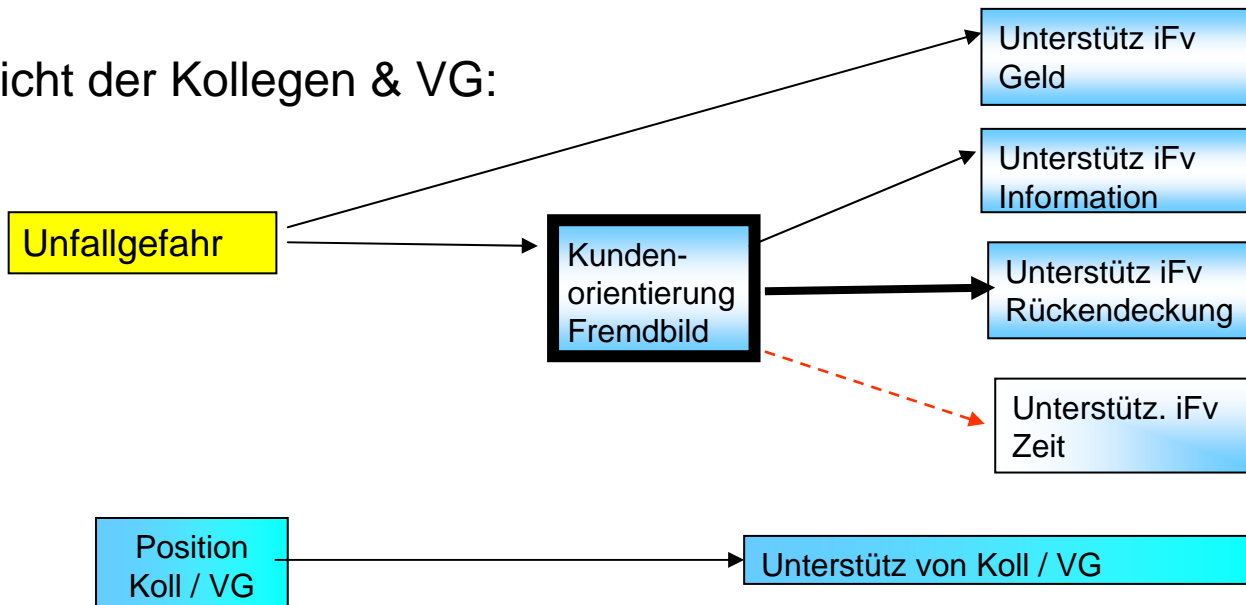 icht der Kollegen & VG:
Unterstütz iFv
Geld
Unterstütz iFv
Information
Unfallgefahr
Kunden-
orientierung
Fremdbild
Unterstütz iFv
Rückendeckung
Unterstütz. iFv
Zeit
Position
Koll / VG
Unterstütz von Koll / VG